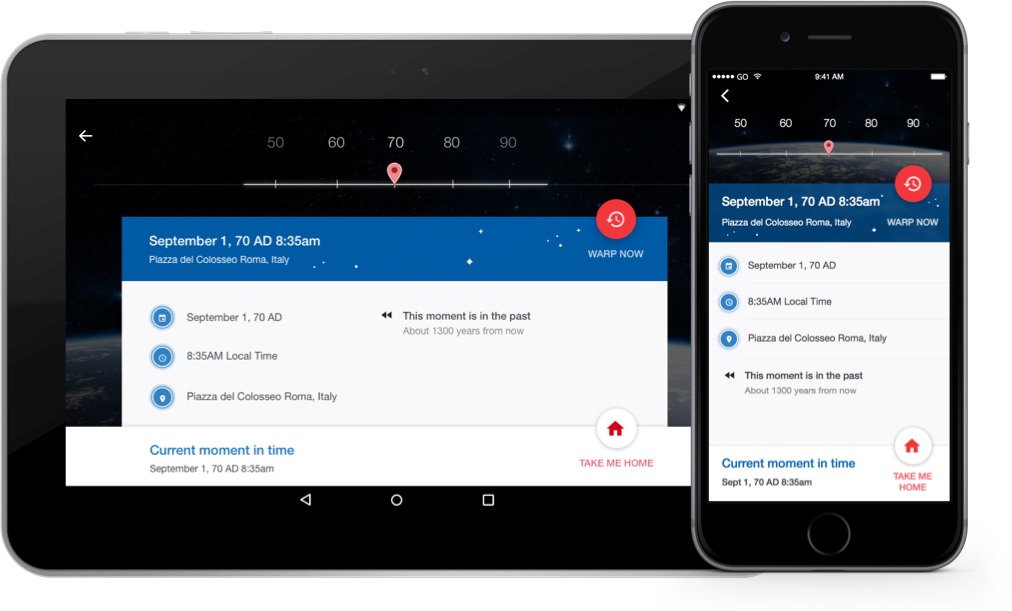 50 60 70 80 90
September 1, 70 AD 8:35am
Piazza del Colosseo Roma, Italy
WARP NOW
September 1, 70 AD
8:35AM Local Time
Piazza del Colosseo Roma, Italy
This moment is in the past
About 1300 years from now
Current moment in time
September 1, 70 AD 8:35am
TAKE ME HOME
GO 9:41 AM
50 60 70 80 90
September 1, 70 AD 8:35am
Piazza del Colosseo Roma, Italy
WARP NOW
September 1, 70 AD
8:35AM Local Time
Piazza del Colosseo Roma, Italy
This moment is in the past
About 1300 years from now
Current moment in time
Sept 1, 70 AD 8:35am
TAKE ME
HOME